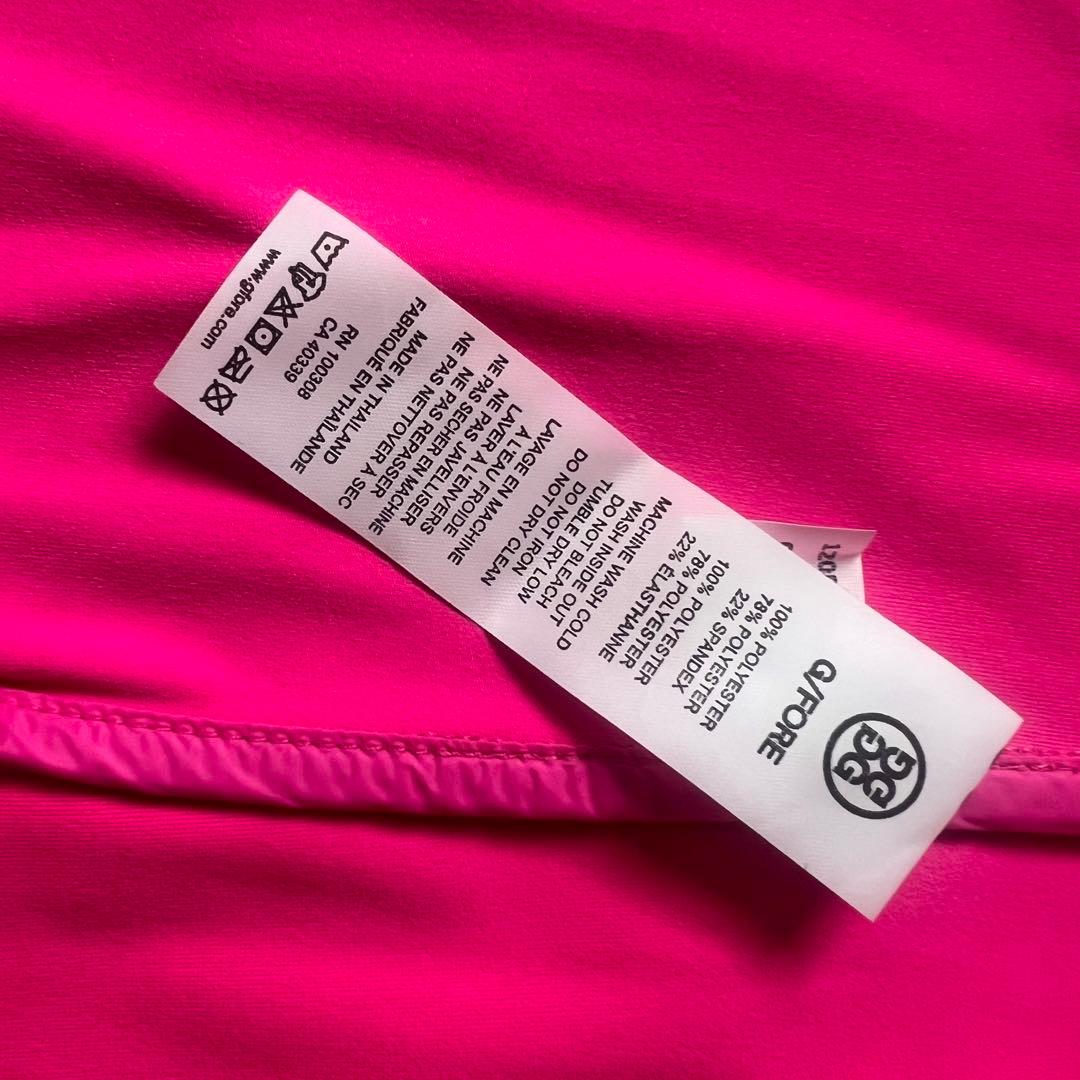 G/FORE
100% POLYESTER
78% POLYESTER
22% SPANDEX
100% POLYESTER
78% POLYESTER
22% ÉLASTHANNE
MACHINE WASH COLD
WASH INSIDE OUT
DO NOT BLEACH
TUMBLE DRY LOW
DO NOT IRON
DO NOT DRY CLEAN
LAVAGE EN MACHINE
A L'EAU FROIDE
LAVER A L'ENVERS
NE PAS JAVELLISER
NE PAS SECHER EN MACHINE
NE PAS REPASSER
NE PAS NETTOVER A SEC
MADE IN THAILAND
FABRIQUÉ EN THAÏLANDE
RN 100308
CA 40339
www.gfore.com